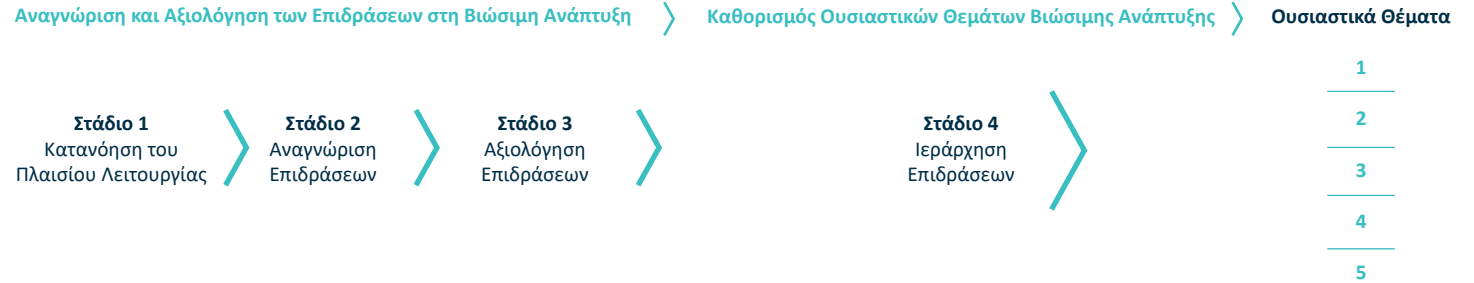 Αναγνώριση και Αξιολόγηση των Επιδράσεων στη Βιώσιμη Ανάπτυξη
Καθορισμός Ουσιαστικών Θεμάτων Βιώσιμης Ανάπτυξης
Ουσιαστικά Θέματα
Στάδιο 1
Κατανόηση του
Πλαισίου Λειτουργίας
Στάδιο 2
Αναγνώριση
Επιδράσεων
Στάδιο 3
Αξιολόγηση
Επιδράσεων
Στάδιο 4
Ιεράρχηση
Επιδράσεων
1
2
3
4
5